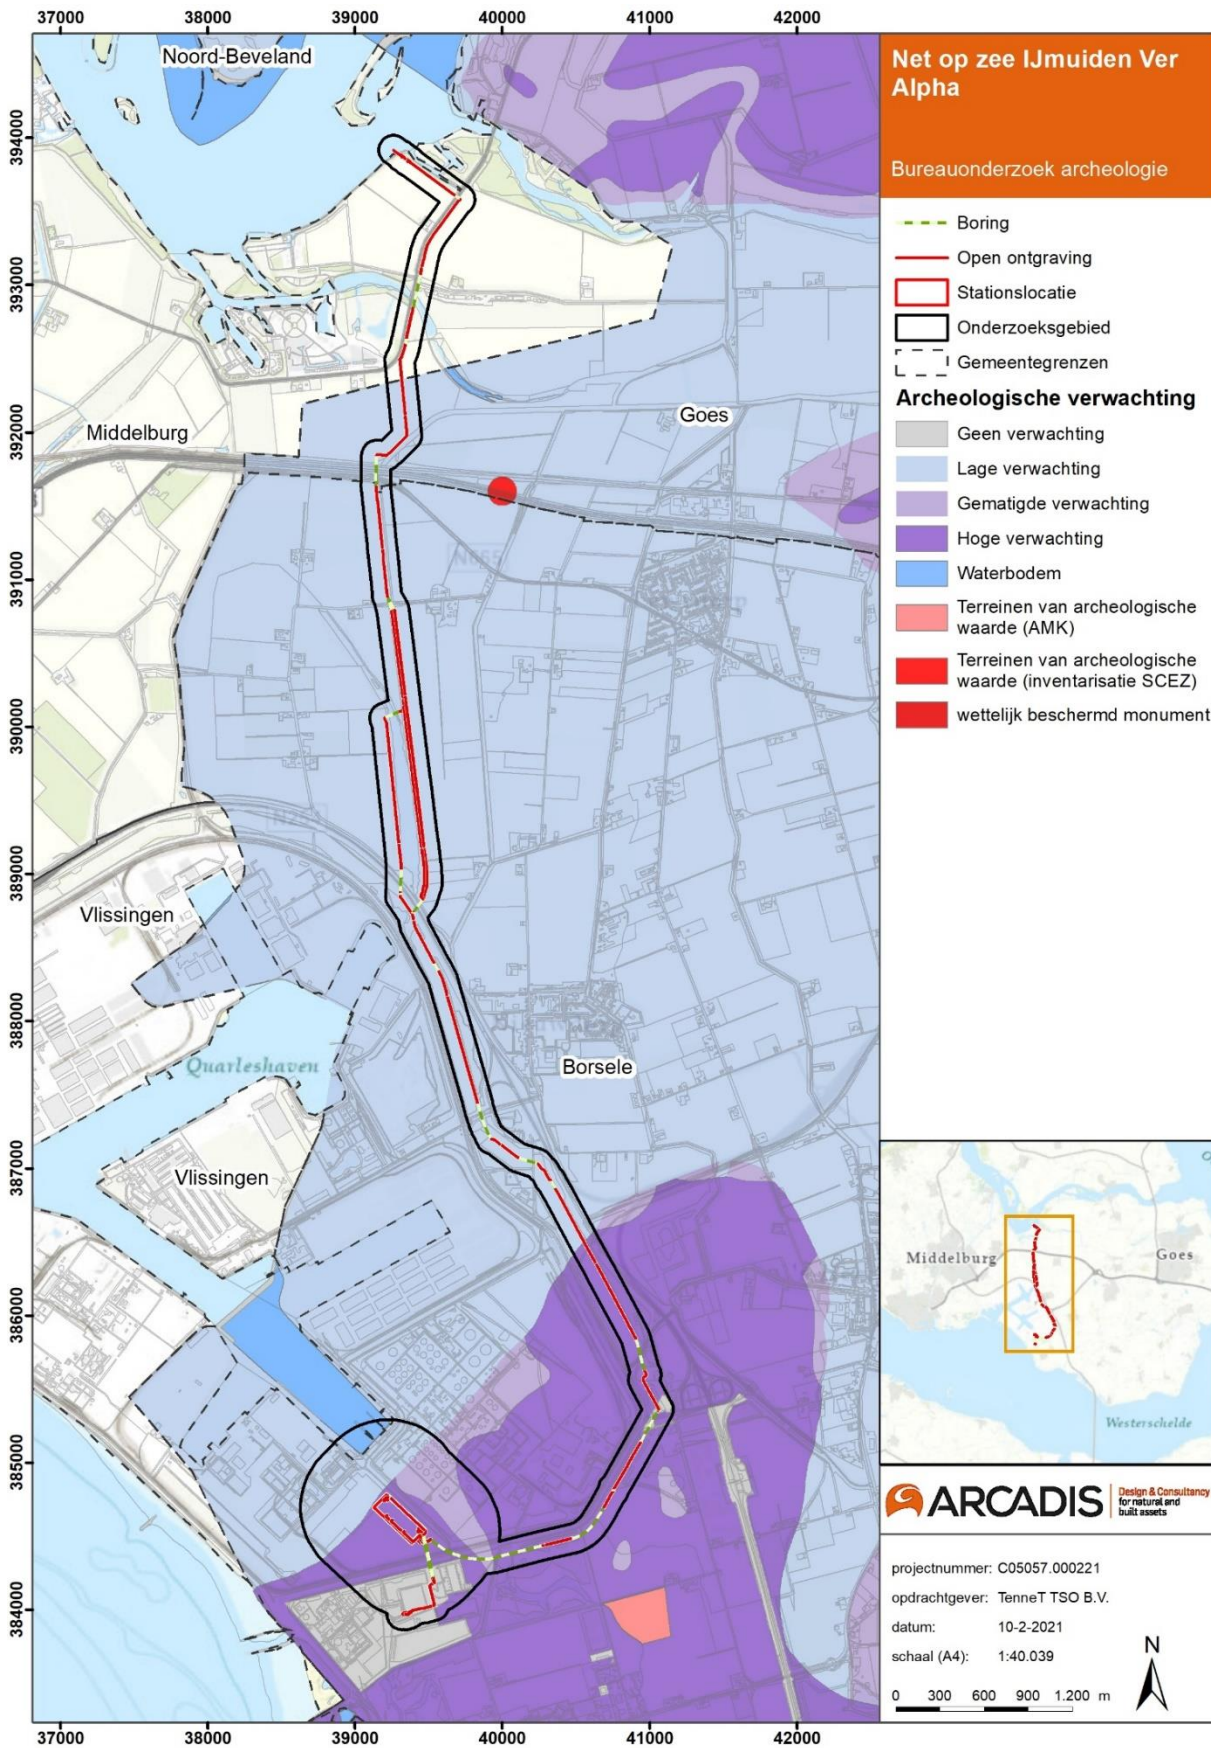 37000 38000 39000 40000 41000 42000
394000
393000
392000
391000
390000
389000
388000
387000
386000
385000
384000
Noord-Beveland
Middelburg
Goes
N665
Vlissingen
Quarleshaven
Borsele
Vlissingen
37000 38000 39000 40000 41000 42000
Net op zee IJmuiden Ver
Alpha
Bureauonderzoek archeologie
Boring
Open ontgraving
Stationslocatie
Onderzoeksgebied
Gemeentegrenzen
Archeologische verwachting
Geen verwachting
Lage verwachting
Gematigde verwachting
Hoge verwachting
Waterbodem
Terreinen van archeologische
waarde (AMK)
Terreinen van archeologische
waarde (inventarisatie SCEZ)
wettelijk beschermd monument
Middelburg
Goes
Westerschelde
ARCADIS
Design & Consultancy
for natural and
built assets
projectnummer: C05057.000221
opdrachtgever: TenneT TSO B.V.
datum: 10-2-2021
schaal (A4): 1:40.039
N
0 300 600 900 1.200 m